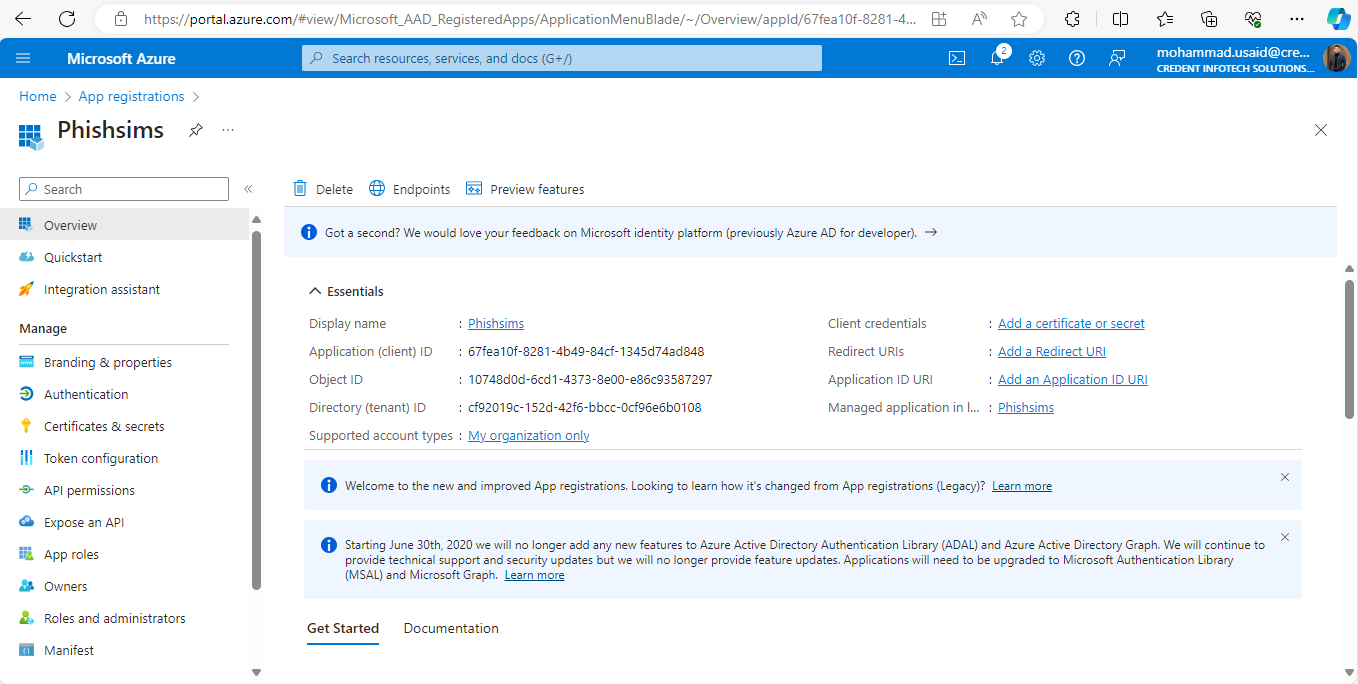 https://portal.azure.com/#view/Microsoft_AAD_RegisteredApps/ApplicationMenuBlade/~/Overview/appId/67fea10f-8281-4...
Microsoft Azure
Search resources, services, and docs (G+/)
2
mohammad.usaid@cre...
CREDENT INFOTECH SOLUTIONS...
Home > App registrations >
Phishsims
...
Search
«
Delete
Endpoints
Preview features
Overview
Quickstart
Integration assistant
Manage
Branding & properties
Authentication
Certificates & secrets
Token configuration
API permissions
Expose an API
App roles
Owners
Roles and administrators
Manifest
Got a second? We would love your feedback on Microsoft identity platform (previously Azure AD for developer). →
Essentials
Display name : Phishsims
Application (client) ID : 67fea10f-8281-4b49-84cf-1345d74ad848
Object ID : 10748d0d-6cd1-4373-8e00-e86c93587297
Directory (tenant) ID : cf92019c-152d-42f6-bbcc-0cf96e6b0108
Supported account types : My organization only
Client credentials : Add a certificate or secret
Redirect URIs : Add a Redirect URI
Application ID URI : Add an Application ID URI
Managed application in l... : Phishsims
Welcome to the new and improved App registrations. Looking to learn how it's changed from App registrations (Legacy)? Learn more
Starting June 30th, 2020 we will no longer add any new features to Azure Active Directory Authentication Library (ADAL) and Azure Active Directory Graph. We will continue to
provide technical support and security updates but we will no longer provide feature updates. Applications will need to be upgraded to Microsoft Authentication Library
(MSAL) and Microsoft Graph. Learn more
Get Started
Documentation